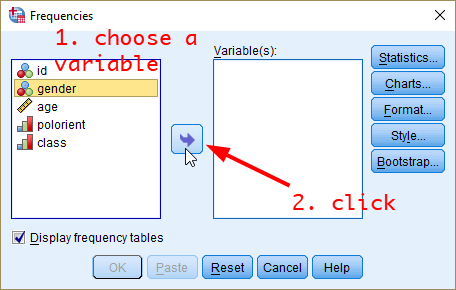 Frequencies
1. choose a
variable
Variable(s):
id
gender
age
polorient
class
Statistics...
Charts...
Format...
Style...
Bootstrap...
2. click
Display frequency tables
OK Paste Reset Cancel Help